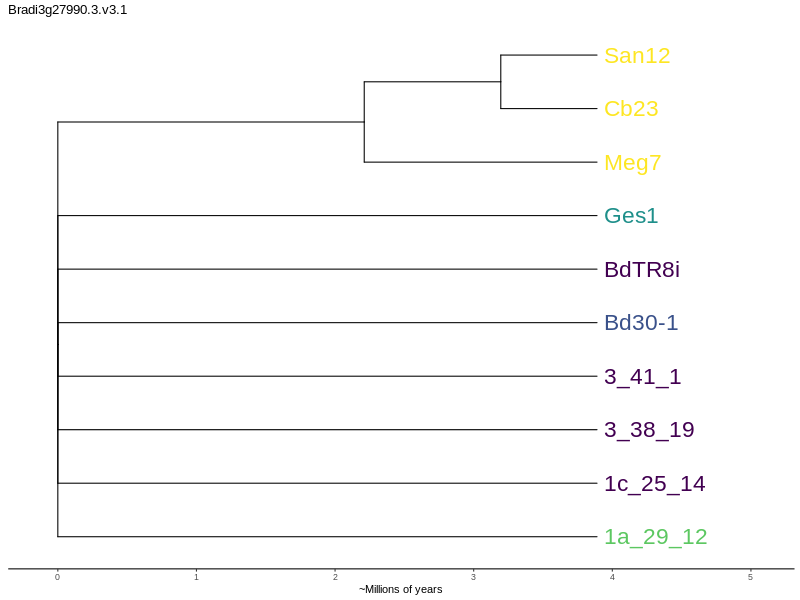 Bradi3g27990.3.v3.1
San12
Cb23
Meg7
Ges1
BdTR8i
Bd30-1
3_41_1
3_38_19
1c_25_14
1a_29_12
0 1 2 3 4 5
~Millions of years